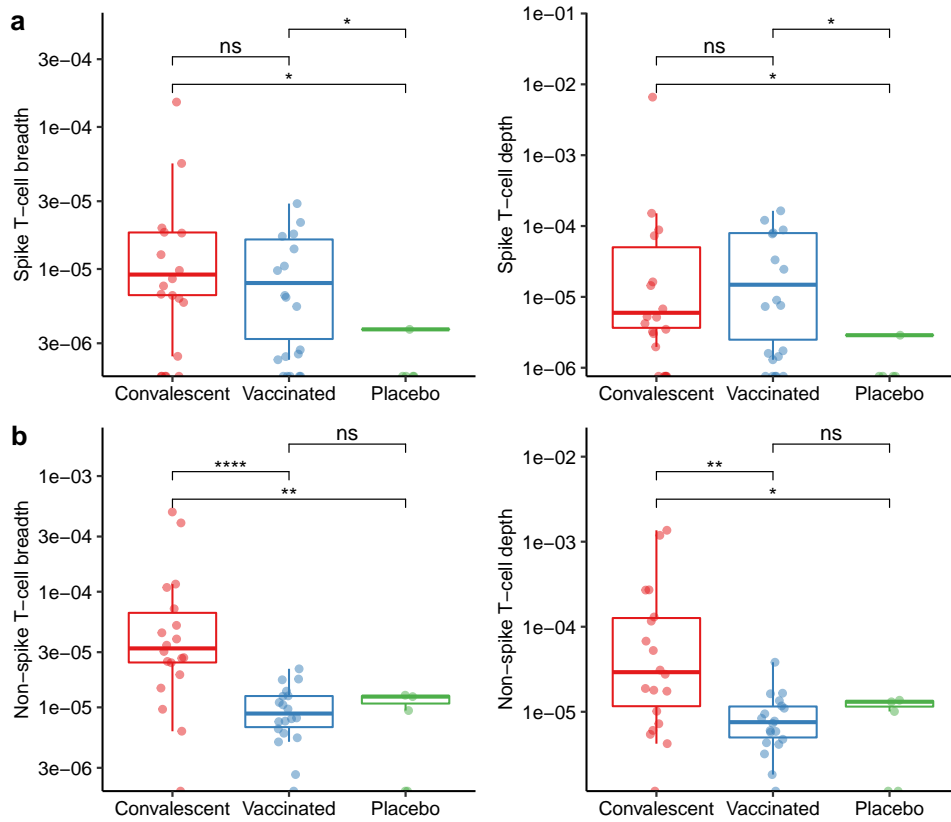 a
Spike T−cell breadth
3e−04
1e−04
3e−05
1e−05
3e−06
*
ns
*
Convalescent Vaccinated Placebo
Spike T−cell depth
1e−01
1e−02
1e−03
1e−04
1e−05
1e−06
*
ns
*
Convalescent Vaccinated Placebo
b
Non−spike T−cell breadth
1e−03
3e−04
1e−04
3e−05
1e−05
3e−06
ns
****
**
Convalescent Vaccinated Placebo
Non−spike T−cell depth
1e−02
1e−03
1e−04
1e−05
ns
**
*
Convalescent Vaccinated Placebo